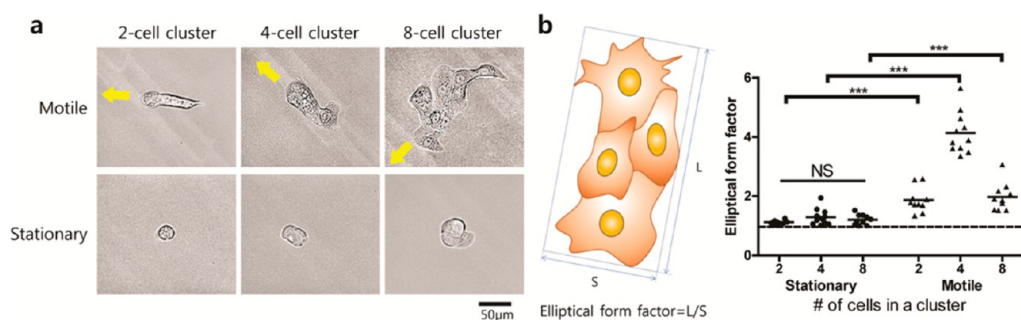 a
2-cell cluster 4-cell cluster 8-cell cluster
Motile
Stationary
50μm
b
L
S
Elliptical form factor=L/S
*** 
***
***
NS
Elliptical form factor
6
4
2
0
2 4 8 2 4 8
Stationary Motile
# of cells in a cluster